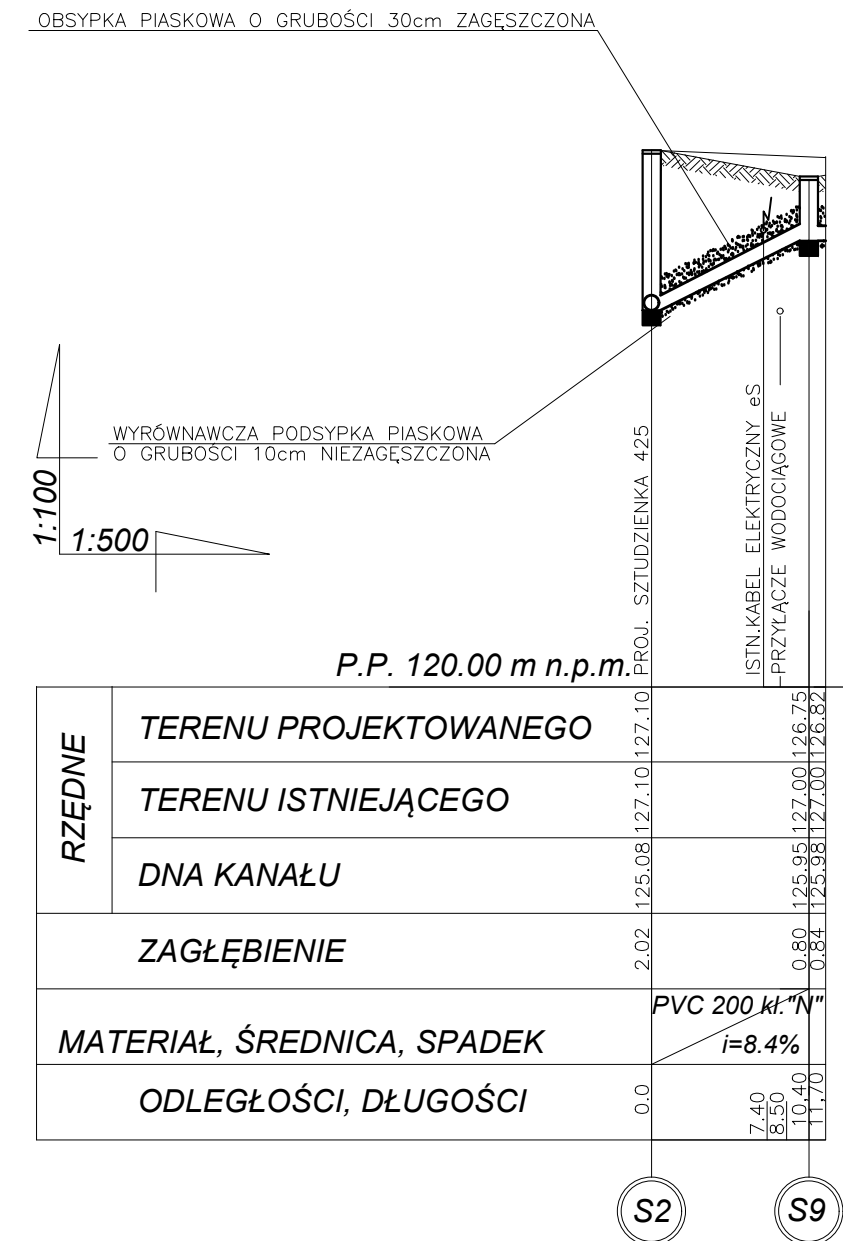 OBSYPKA PIASKOWA O GRUBOŚCI 30cm ZAGĘSZCZONA
WYRÓWNAWCZA PODSYPKA PIASKOWA
O GRUBOŚCI 10cm NIEZAGĘSZCZONA
1:100
1:500
PROJ. SZTUDZIENKA 425
ISTN.KABEL ELEKTRYCZNY eS
PRZYŁĄCZE WODOCIĄGOWE
P.P. 120.00 m n.p.m.
RZĘDNE
TERENU PROJEKTOWANEGO
127.10
126.75
126.82
TERENU ISTNIEJĄCEGO
127.10
127.00
127.00
DNA KANAŁU
125.08
125.95
125.98
ZAGŁĘBIENIE
2.02
0.80
0.84
MATERIAŁ, ŚREDNICA, SPADEK
PVC 200 kl."N"
i=8.4%
ODLEGŁOŚCI, DŁUGOŚCI
0.0
7.40
8.50
10,40
11,70
S2
S9